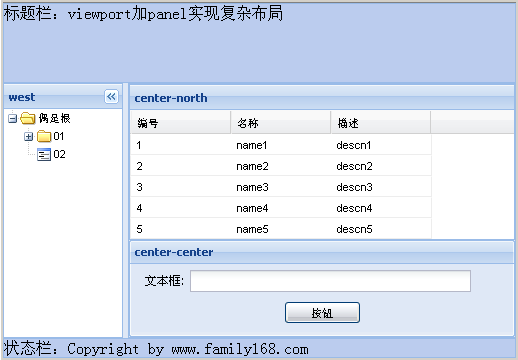 标题栏：viewport加panel实现复杂布局
west
偶是根
01
02
center-north
编号 名称 描述
1 name1 descn1
2 name2 descn2
3 name3 descn3
4 name4 descn4
5 name5 descn5
center-center
文本框:
按钮
状态栏：Copyright by www.family168.com